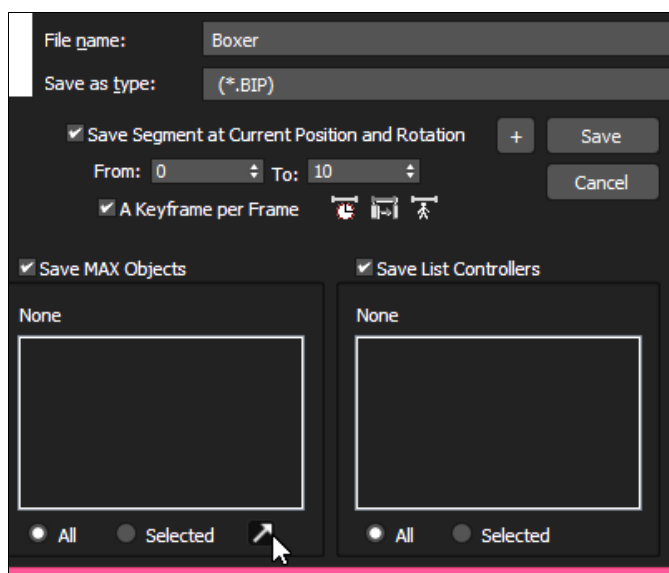 File name: Boxer
Save as type: (*.BIP)
Save Segment at Current Position and Rotation + Save
From: 0 To: 10 Cancel
A Keyframe per Frame
Save MAX Objects Save List Controllers
None None
All Selected All Selected